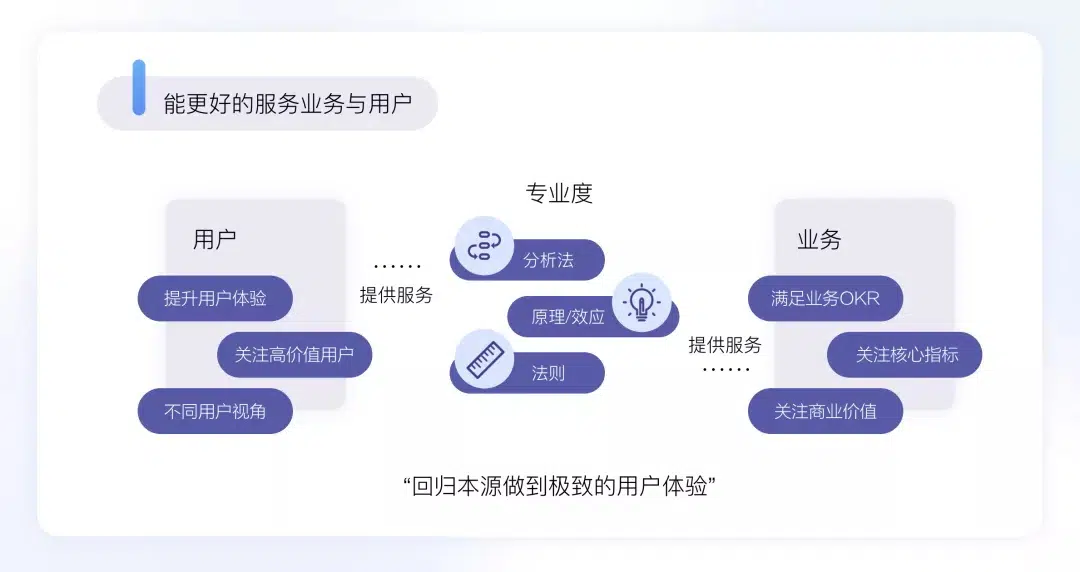 能更好的服务业务与用户
用户
提升用户体验
关注高价值用户
不同用户视角
······
提供服务
专业度
分析法
原理/效应
法则
提供服务
······
业务
满足业务OKR
关注核心指标
关注商业价值
“回归本源做到极致的用户体验”